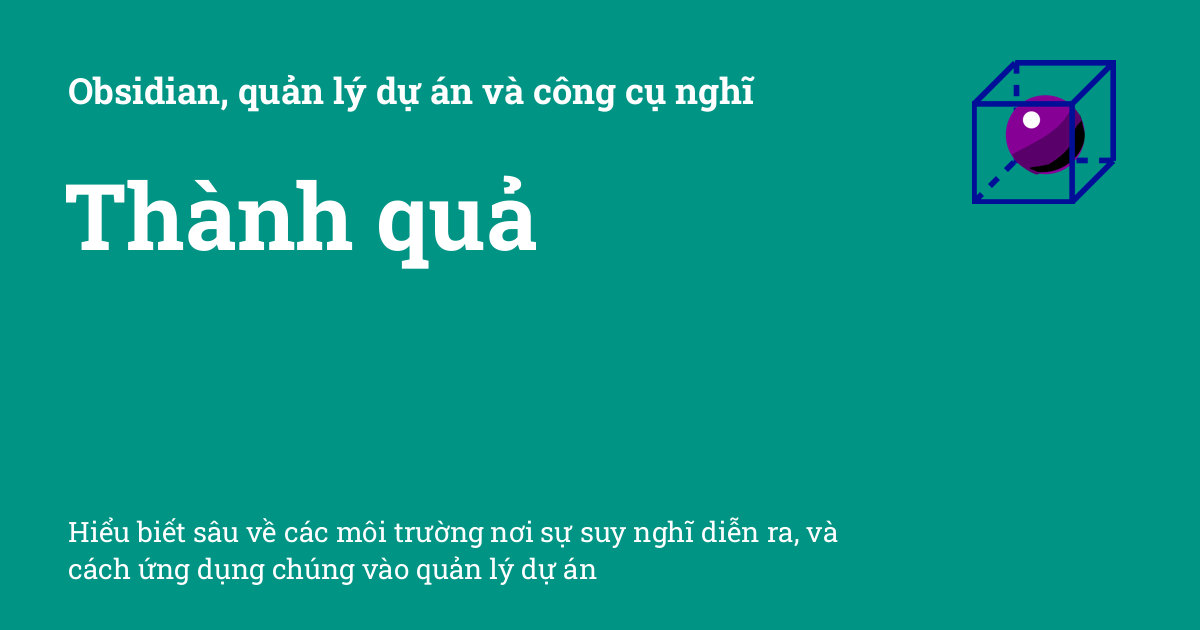 Obsidian, quản lý dự án và công cụ nghĩ
Thành quả
Hiểu biết sâu về các môi trường nơi sự suy nghĩ diễn ra, và
cách ứng dụng chúng vào quản lý dự án